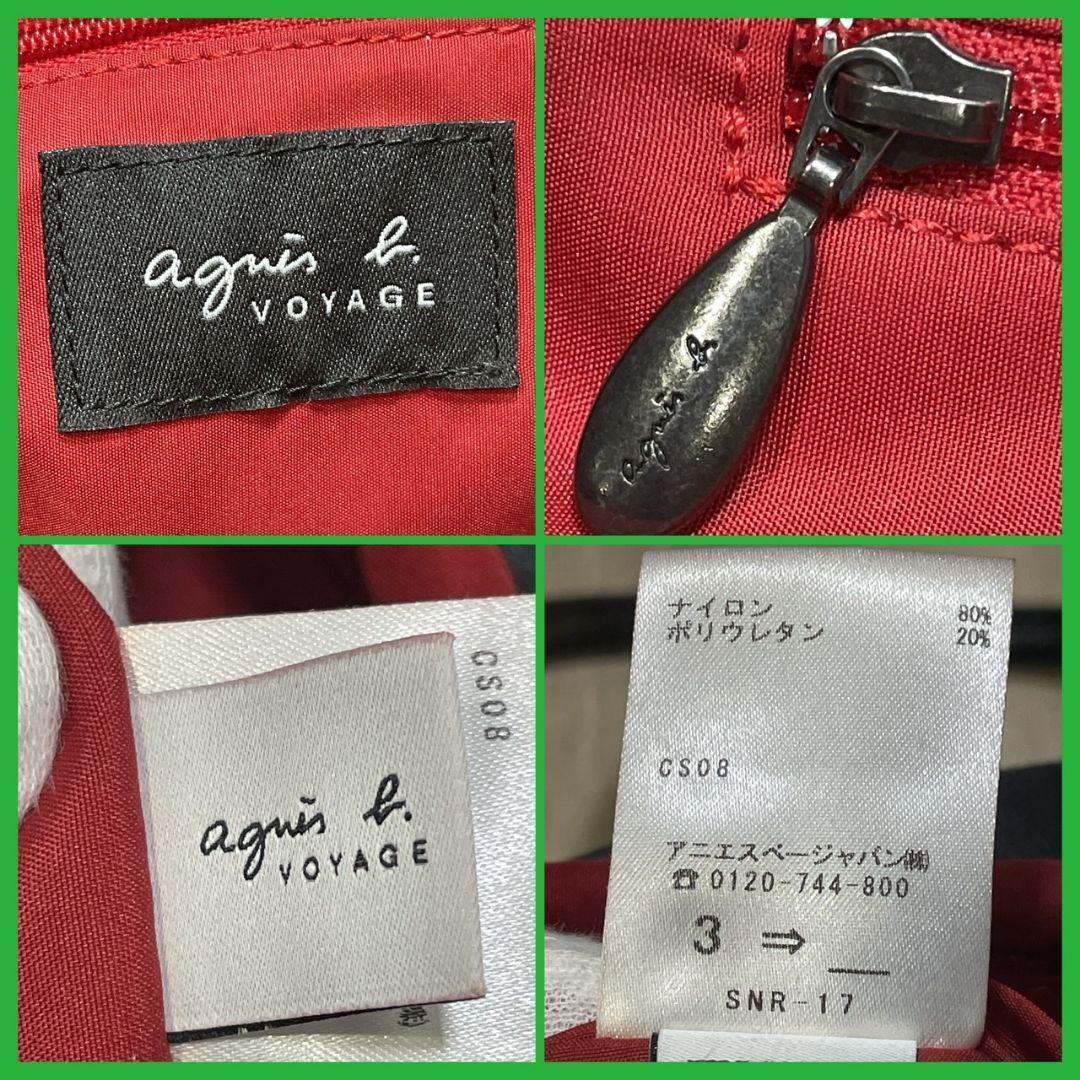 agnès b.
VOYAGE
agnès b
CS08
agnès b.
VOYAGE
ナイロン 80%
ポリウレタン 20%
CS08
アニエスベージャパン㈱
☎ 0120-744-800
3 ⇒ __
SNR-17